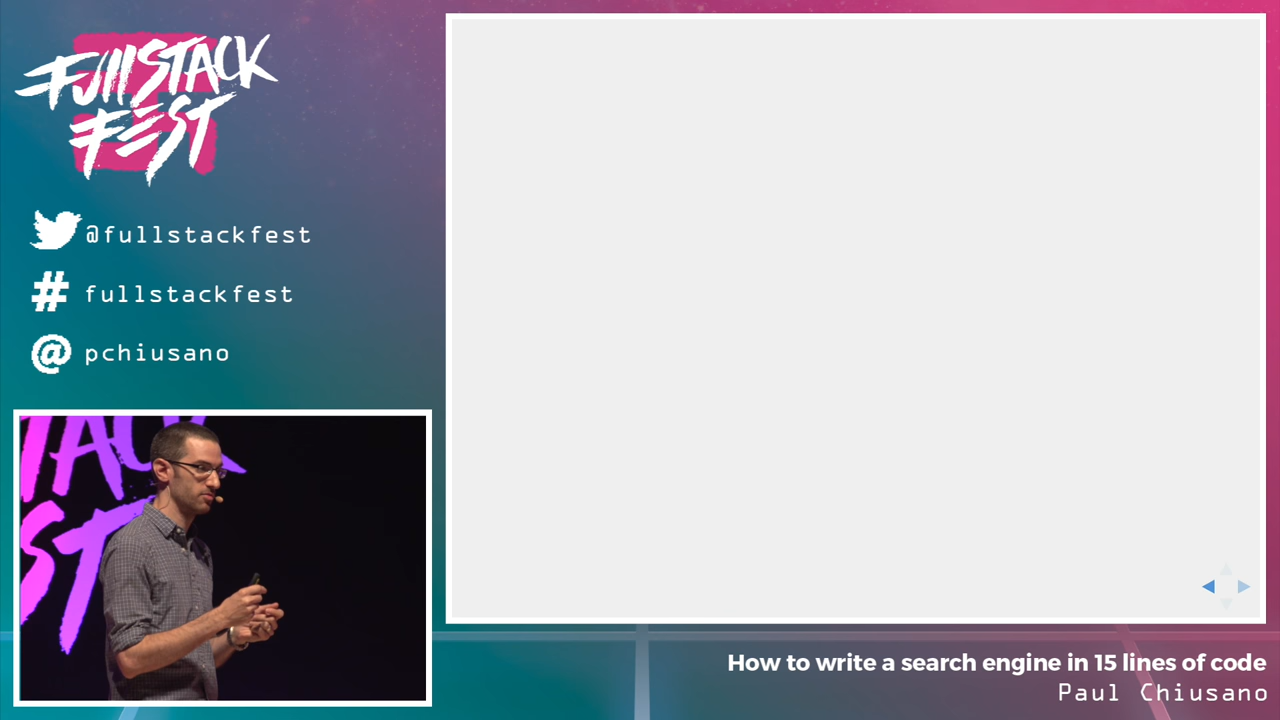 FullSTACK
FEST
@fullstackfest
# fullstackfest
@ pchiusano
How to write a search engine in 15 lines of code
Paul Chiusano